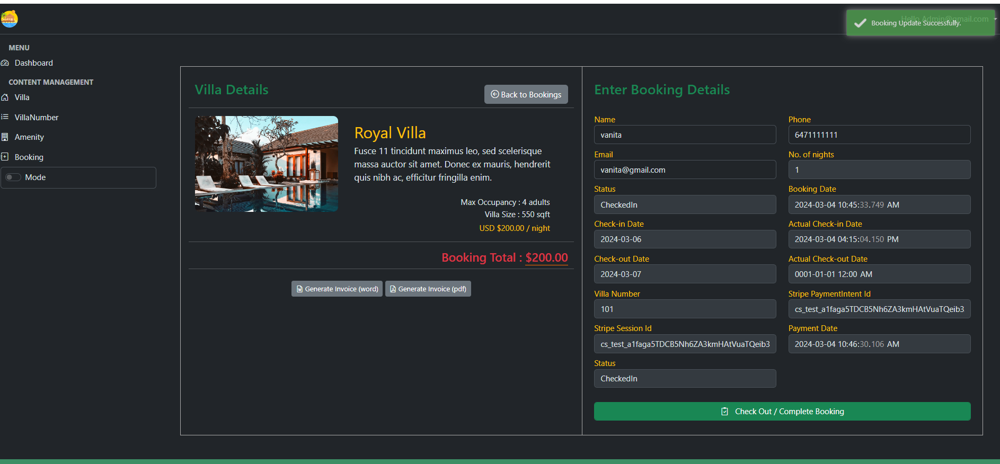 Hello Admin@gmail.com
Booking Update Successfully.
MENU
Dashboard
CONTENT MANAGEMENT
Villa
VillaNumber
Amenity
Booking
Mode
Villa Details
Back to Bookings
Royal Villa
Fusce 11 tincidunt maximus leo, sed scelerisque
massa auctor sit amet. Donec ex mauris, hendrerit
quis nibh ac, efficitur fringilla enim.
Max Occupancy : 4 adults
Villa Size : 550 sqft
USD $200.00 / night
Booking Total : $200.00
Generate Invoice (word) Generate Invoice (pdf)
Enter Booking Details
Name Phone
vanita 6471111111
Email No. of nights
vanita@gmail.com 1
Status Booking Date
CheckedIn 2024-03-04 10:45:33.749 AM
Check-in Date Actual Check-in Date
2024-03-06 2024-03-04 04:15:04.150 PM
Check-out Date Actual Check-out Date
2024-03-07 0001-01-01 12:00 AM
Villa Number Stripe PaymentIntent Id
101 cs_test_a1faga5TDCB5Nh6ZA3kmHAtVuaTQeib3
Stripe Session Id Payment Date
cs_test_a1faga5TDCB5Nh6ZA3kmHAtVuaTQeib3 2024-03-04 10:46:30.106 AM
Status
CheckedIn
Check Out / Complete Booking